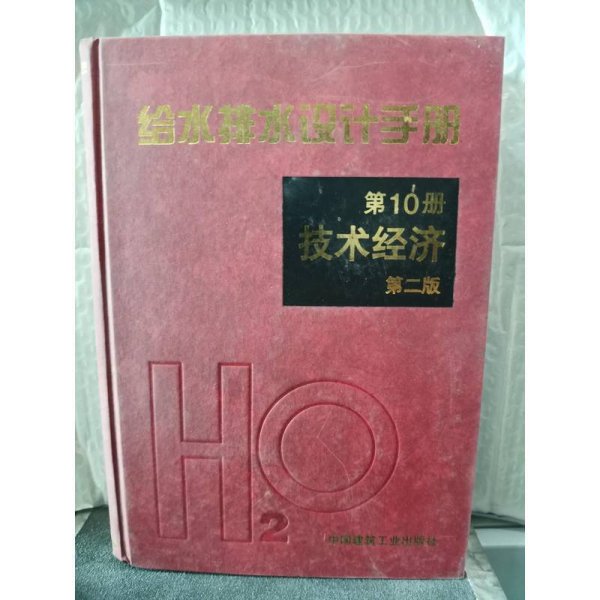 给水排水设计手册
第10册
技术经济
第二版
H2O
中国建筑工业出版社